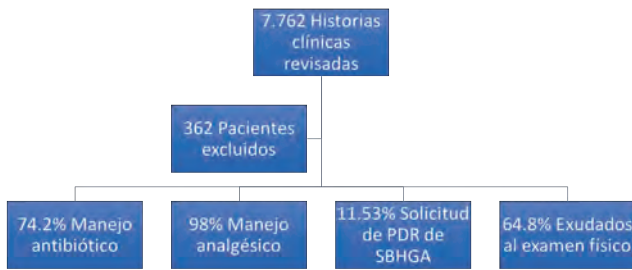 7.762 Historias
clínicas
revisadas
362 Pacientes
excluidos
74.2% Manejo
antibiótico
98% Manejo
analgésico
11.53% Solicitud
de PDR de
SBHGA
64.8% Exudados
al examen físico